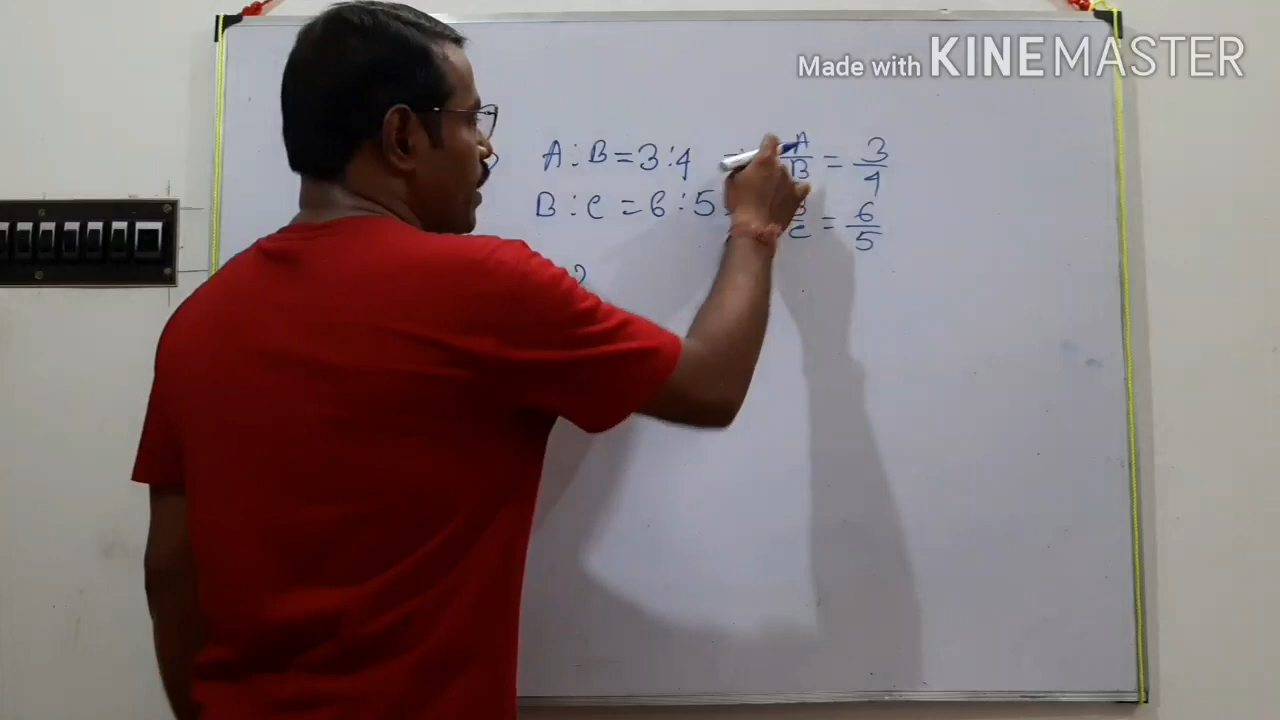 Made with KINEMASTER
A : B = 3 : 4 A/B = 3/4
B : C = 6 : 5 B/C = 6/5
?